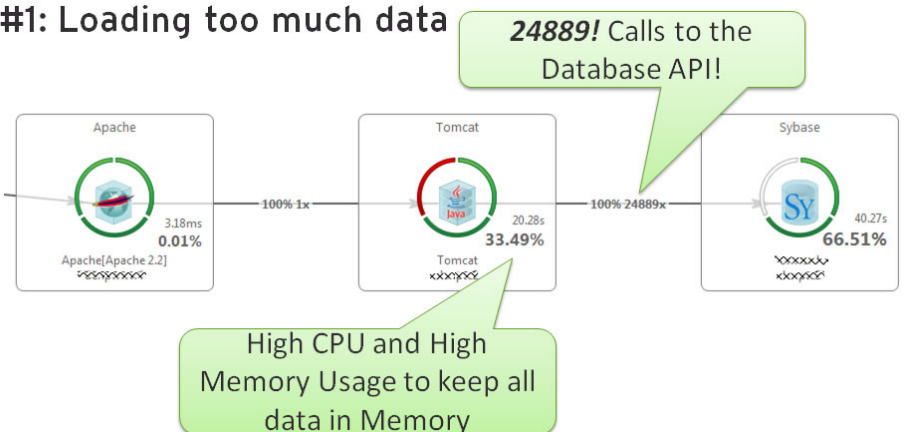 #1: Loading too much data
24889! Calls to the
Database API!
Apache
3.18ms
0.01%
Apache[Apache 2.2]
100% 1x
Tomcat
Java
20.28s
33.49%
Tomcat
100% 24889x
Sybase
SY
40.27s
66.51%
High CPU and High
Memory Usage to keep all
data in Memory